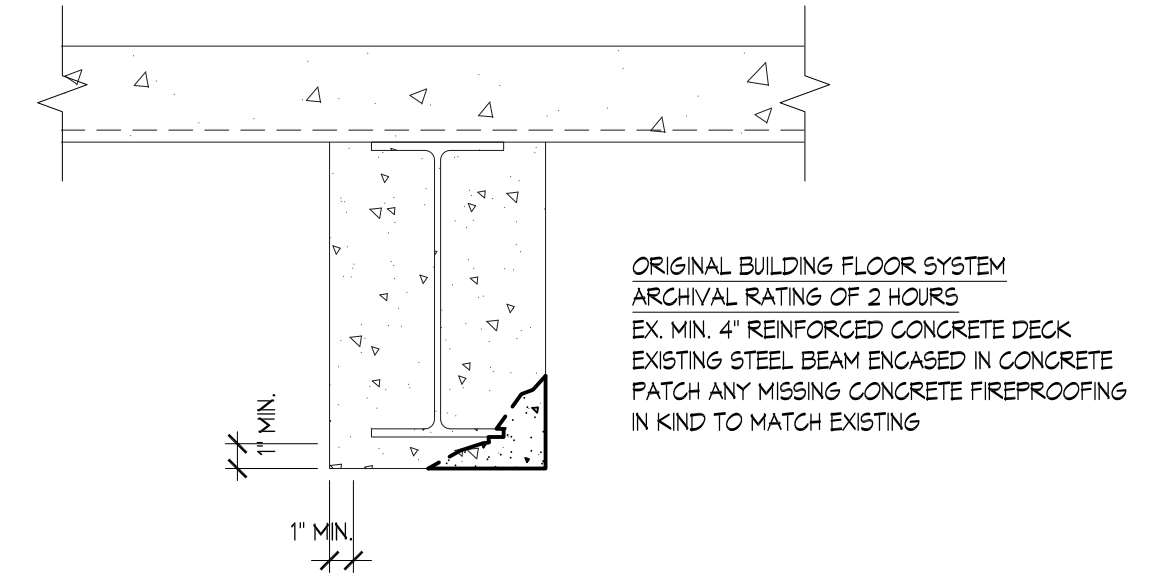 ORIGINAL BUILDING FLOOR SYSTEM
ARCHIVAL RATING OF 2 HOURS
EX. MIN. 4" REINFORCED CONCRETE DECK
EXISTING STEEL BEAM ENCASED IN CONCRETE
PATCH ANY MISSING CONCRETE FIREPROOFING
IN KIND TO MATCH EXISTING
1" MIN.
1" MIN.